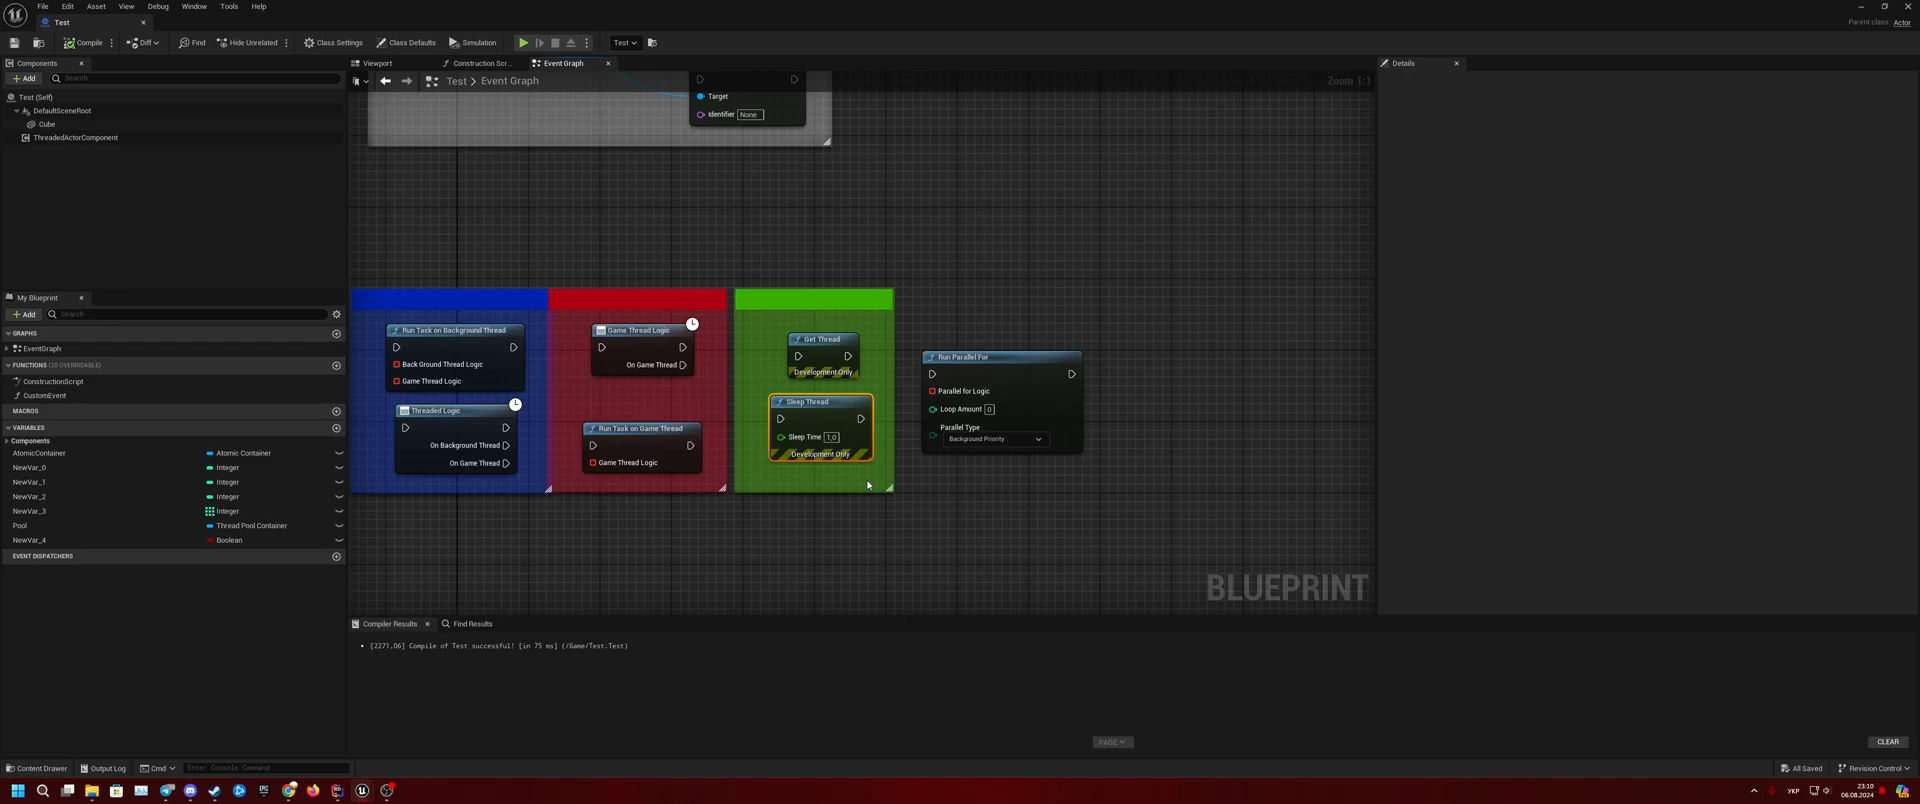 File Edit Asset View Debug Window Tools Help
Test
Parent class: Actor
Compile Diff Find Hide Unrelated Class Settings Class Defaults Simulation Test
Components
Viewport Construction Scr... Event Graph
Details
Add Search
Test > Event Graph
Zoom 1:1
Test (Self)
DefaultSceneRoot
Cube
ThreadedActorComponent
Target
Identifier None
My Blueprint
Add Search
GRAPHS
EventGraph
FUNCTIONS (20 OVERRIDABLE)
ConstructionScript
CustomEvent
MACROS
VARIABLES
Components
AtomicContainer Atomic Container
NewVar_0 Integer
NewVar_1 Integer
NewVar_2 Integer
NewVar_3 Integer
Pool Thread Pool Container
NewVar_4 Boolean
EVENT DISPATCHERS
Run Task on Background Thread
Back Ground Thread Logic
Game Thread Logic
Threaded Logic
On Background Thread
On Game Thread
Game Thread Logic
On Game Thread
Run Task on Game Thread
Game Thread Logic
Get Thread
Development Only
Sleep Thread
Sleep Time 1,0
Development Only
Run Parallel For
Parallel for Logic
Loop Amount 0
Parallel Type
Background Priority
BLUEPRINT
Compiler Results Find Results
[2271,06] Compile of Test successful! [in 75 ms] (/Game/Test.Test)
PAGE
CLEAR
Content Drawer Output Log Cmd Enter Console Command
All Saved Revision Control
УКР
23:10
06.08.2024